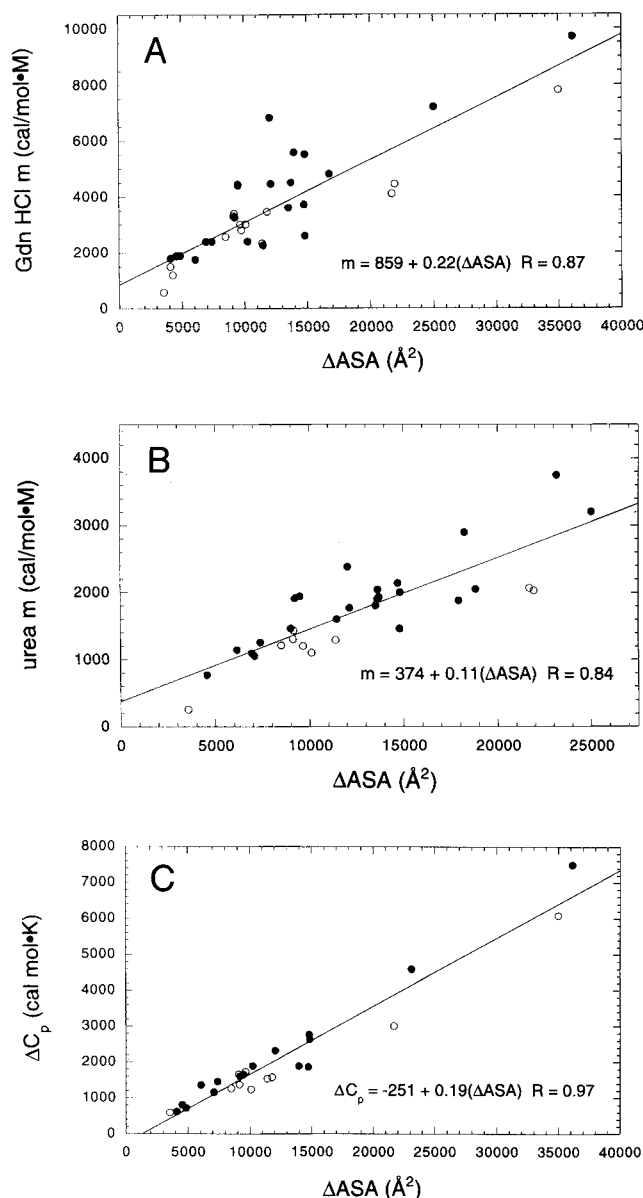 A
Gdn HCl m (cal/mol•M)
10000
8000
6000
4000
2000
0
m = 859 + 0.22(ΔASA) R = 0.87
0 5000 10000 15000 20000 25000 30000 35000 40000
ΔASA (Å²)
B
urea m (cal/mol•M)
4000
3000
2000
1000
0
m = 374 + 0.11(ΔASA) R = 0.84
0 5000 10000 15000 20000 25000
ΔASA (Å²)
C
ΔCp (cal mol•K)
8000
7000
6000
5000
4000
3000
2000
1000
0
ΔCp = -251 + 0.19(ΔASA) R = 0.97
0 5000 10000 15000 20000 25000 30000 35000 40000
ΔASA (Å²)